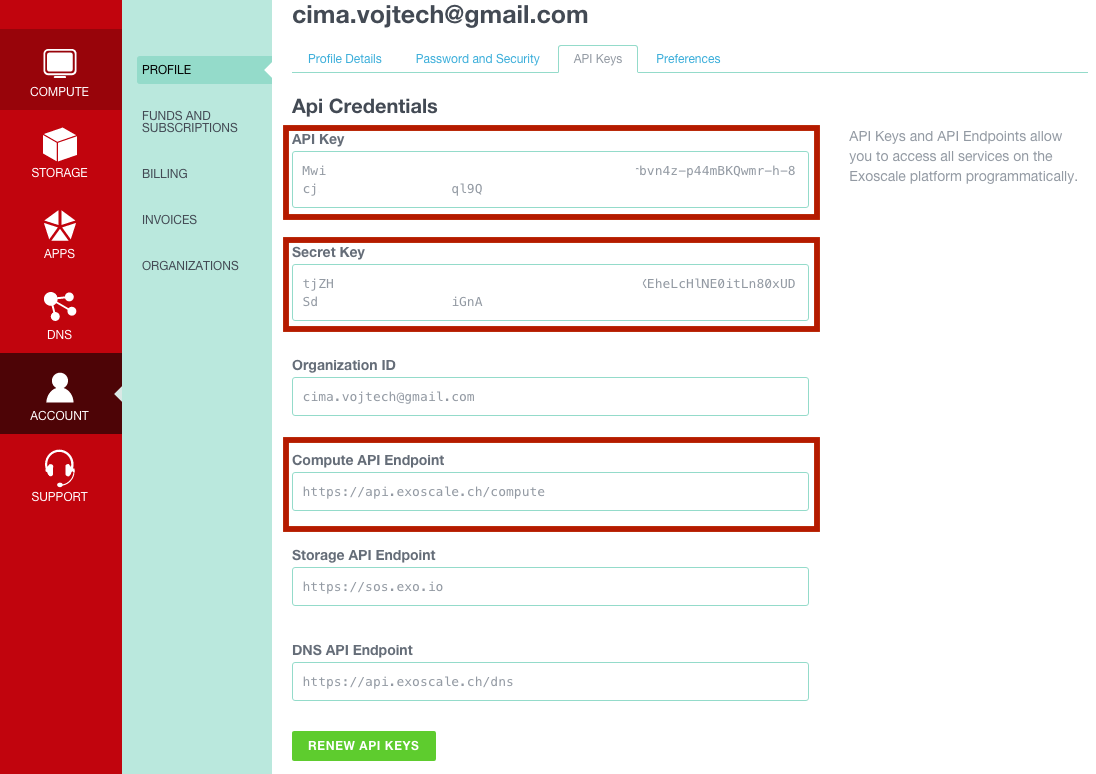 cima.vojtech@gmail.com
COMPUTE
STORAGE
APPS
DNS
ACCOUNT
SUPPORT
PROFILE
FUNDS AND
SUBSCRIPTIONS
BILLING
INVOICES
ORGANIZATIONS
Profile Details Password and Security API Keys Preferences
Api Credentials
API Key
Mwi bvn4z-p44mBKQwmr-h-8
cj ql9Q
API Keys and API Endpoints allow
you to access all services on the
Exoscale platform programmatically.
Secret Key
tjZH EheLcHlNE0itLn80xUD
Sd iGnA
Organization ID
cima.vojtech@gmail.com
Compute API Endpoint
https://api.exoscale.ch/compute
Storage API Endpoint
https://sos.exo.io
DNS API Endpoint
https://api.exoscale.ch/dns
RENEW API KEYS